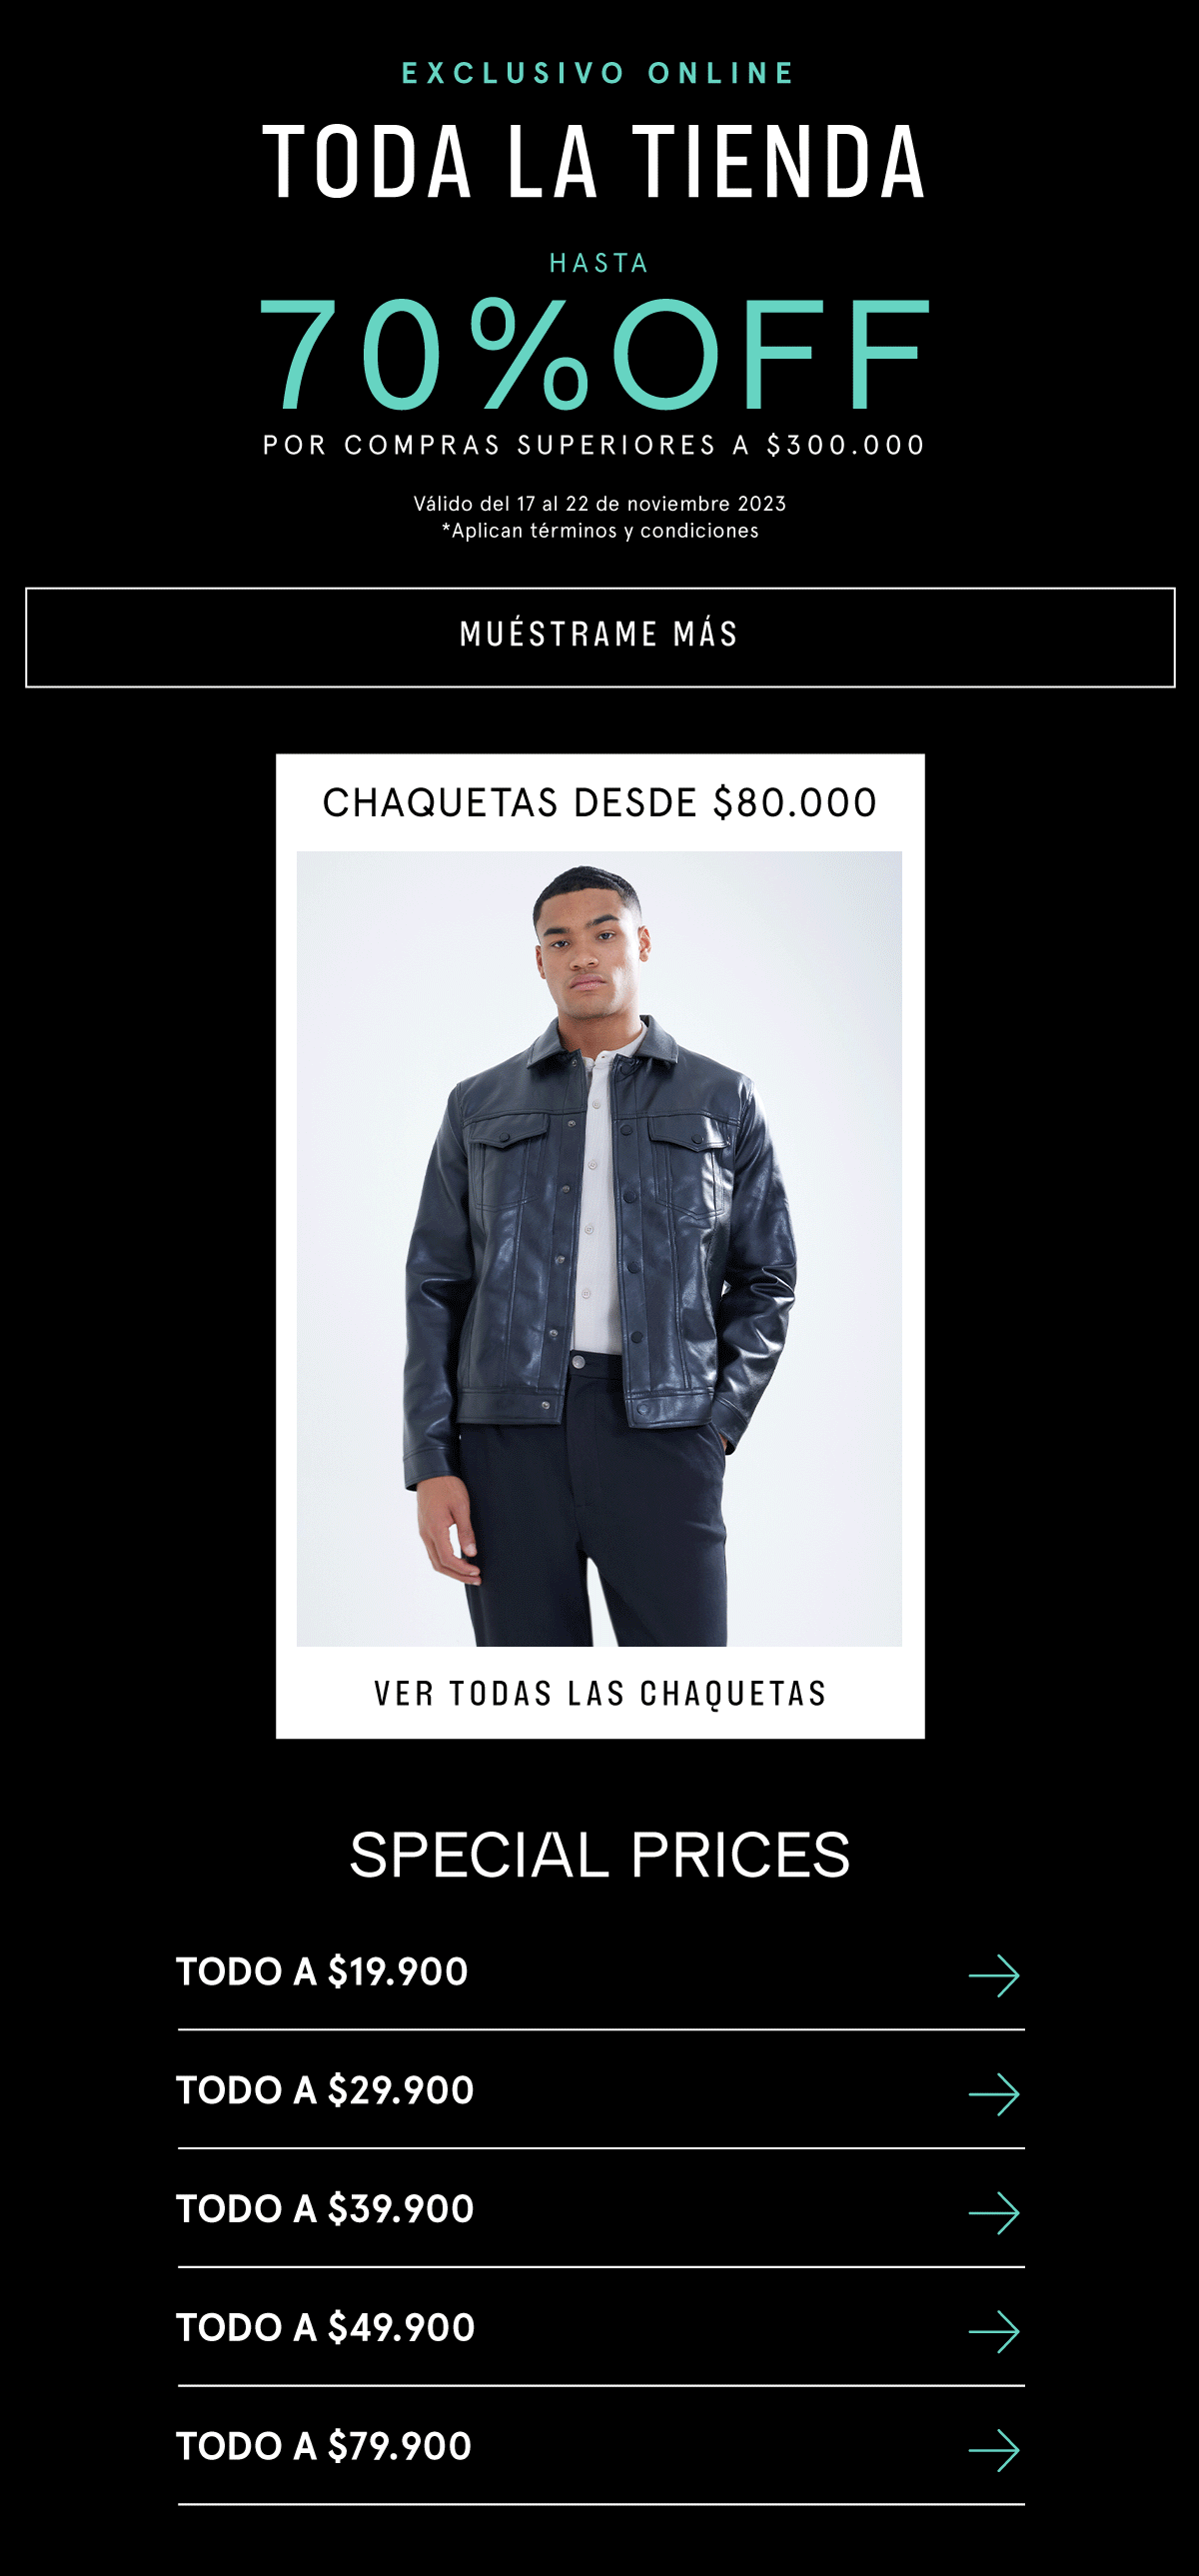 EXCLUSIVO ONLINE
TODA LA TIENDA
HASTA
70%OFF
POR COMPRAS SUPERIORES A $300.000
Válido del 17 al 22 de noviembre 2023
*Aplican términos y condiciones
MUÉSTRAME MÁS
CHAQUETAS DESDE $80.000
VER TODAS LAS CHAQUETAS
SPECIAL PRICES
TODO A $19.900
TODO A $29.900
TODO A $39.900
TODO A $49.900
TODO A $79.900